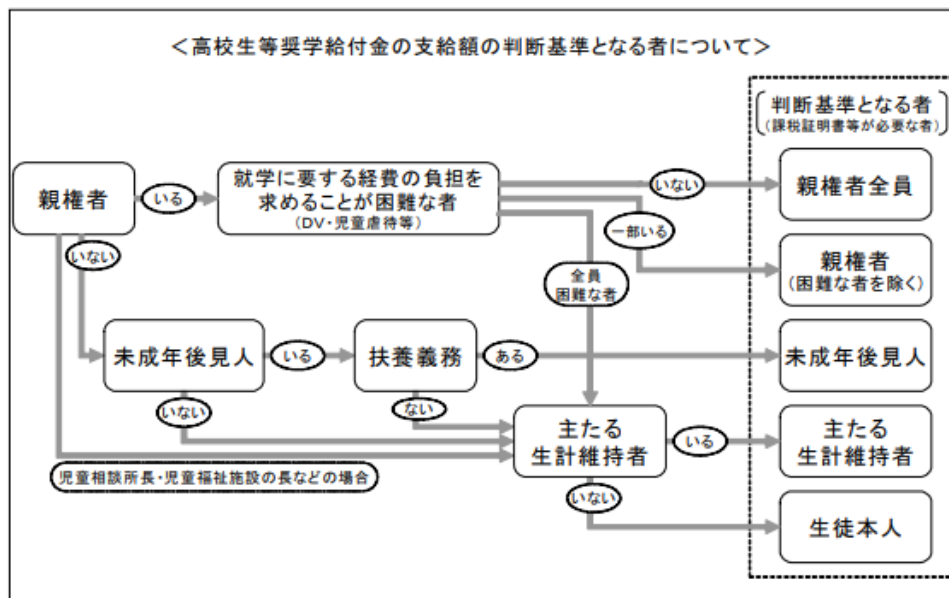 ＜高校生等奨学給付金の支給額の判断基準となる者について＞
判断基準となる者
(課税証明書等が必要な者)
親権者
いる
就学に要する経費の負担を
求めることが困難な者
(DV・児童虐待等)
いない
親権者全員
一部いる
親権者
(困難な者を除く)
いない
全員
困難な者
未成年後見人
いる
扶養義務
ある
未成年後見人
いない
ない
主たる
生計維持者
いる
主たる
生計維持者
児童相談所長・児童福祉施設の長などの場合
いない
生徒本人